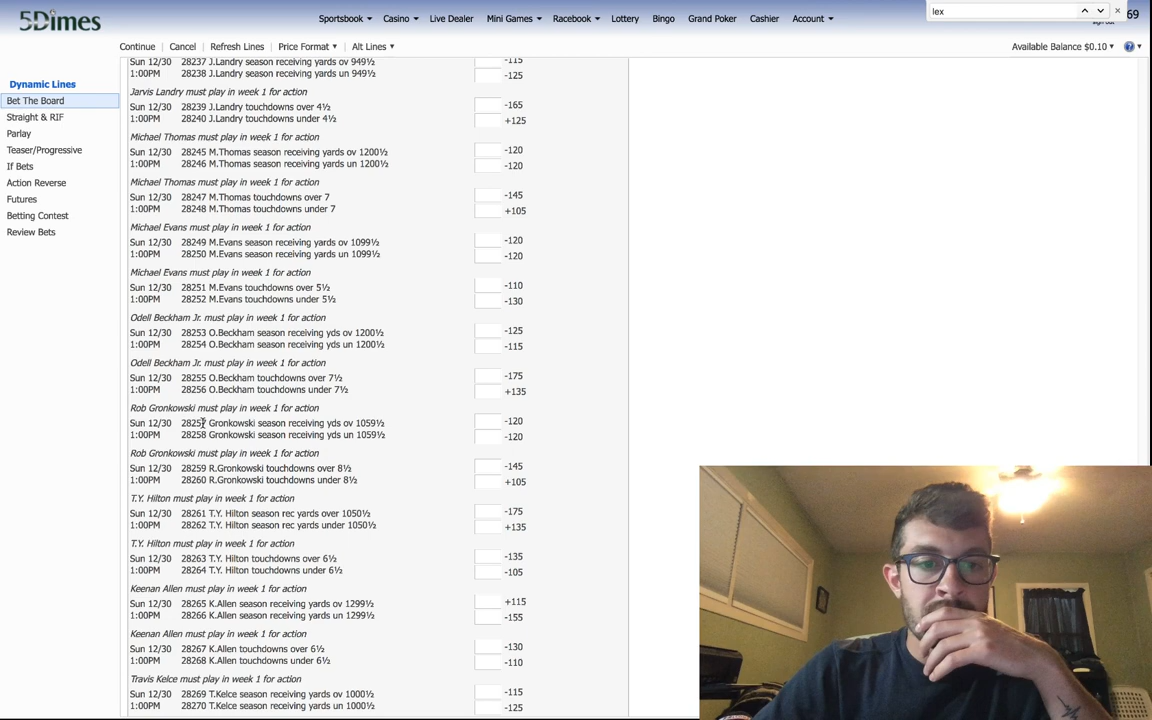 5Dimes
Sportsbook Casino Live Dealer Mini Games Racebook Lottery Bingo Grand Poker Cashier Account
lex
69
Continue Cancel Refresh Lines Price Format Alt Lines
Available Balance $0.10
Dynamic Lines
Bet The Board
Straight & RIF
Parlay
Teaser/Progressive
If Bets
Action Reverse
Futures
Betting Contest
Review Bets
Sun 12/30 28237 J.Landry season receiving yards ov 949½ -115
1:00PM 28238 J.Landry season receiving yards un 949½ -125
Jarvis Landry must play in week 1 for action
Sun 12/30 28239 J.Landry touchdowns over 4½ -165
1:00PM 28240 J.Landry touchdowns under 4½ +125
Michael Thomas must play in week 1 for action
Sun 12/30 28245 M.Thomas season receiving yards ov 1200½ -120
1:00PM 28246 M.Thomas season receiving yards un 1200½ -120
Michael Thomas must play in week 1 for action
Sun 12/30 28247 M.Thomas touchdowns over 7 -145
1:00PM 28248 M.Thomas touchdowns under 7 +105
Michael Evans must play in week 1 for action
Sun 12/30 28249 M.Evans season receiving yards ov 1099½ -120
1:00PM 28250 M.Evans season receiving yards un 1099½ -120
Michael Evans must play in week 1 for action
Sun 12/30 28251 M.Evans touchdowns over 5½ -110
1:00PM 28252 M.Evans touchdowns under 5½ -130
Odell Beckham Jr. must play in week 1 for action
Sun 12/30 28253 O.Beckham season receiving yds ov 1200½ -125
1:00PM 28254 O.Beckham season receiving yds un 1200½ -115
Odell Beckham Jr. must play in week 1 for action
Sun 12/30 28255 O.Beckham touchdowns over 7½ -175
1:00PM 28256 O.Beckham touchdowns under 7½ +135
Rob Gronkowski must play in week 1 for action
Sun 12/30 28257 Gronkowski season receiving yds ov 1059½ -120
1:00PM 28258 Gronkowski season receiving yds un 1059½ -120
Rob Gronkowski must play in week 1 for action
Sun 12/30 28259 R.Gronkowski touchdowns over 8½ -145
1:00PM 28260 R.Gronkowski touchdowns under 8½ +105
T.Y. Hilton must play in week 1 for action
Sun 12/30 28261 T.Y. Hilton season rec yards over 1050½ -175
1:00PM 28262 T.Y. Hilton season rec yards under 1050½ +135
T.Y. Hilton must play in week 1 for action
Sun 12/30 28263 T.Y. Hilton touchdowns over 6½ -135
1:00PM 28264 T.Y. Hilton touchdowns under 6½ -105
Keenan Allen must play in week 1 for action
Sun 12/30 28265 K.Allen season receiving yards ov 1299½ +115
1:00PM 28266 K.Allen season receiving yards un 1299½ -155
Keenan Allen must play in week 1 for action
Sun 12/30 28267 K.Allen touchdowns over 6½ -130
1:00PM 28268 K.Allen touchdowns under 6½ -110
Travis Kelce must play in week 1 for action
Sun 12/30 28269 T.Kelce season receiving yards ov 1000½ -115
1:00PM 28270 T.Kelce season receiving yards un 1000½ -125